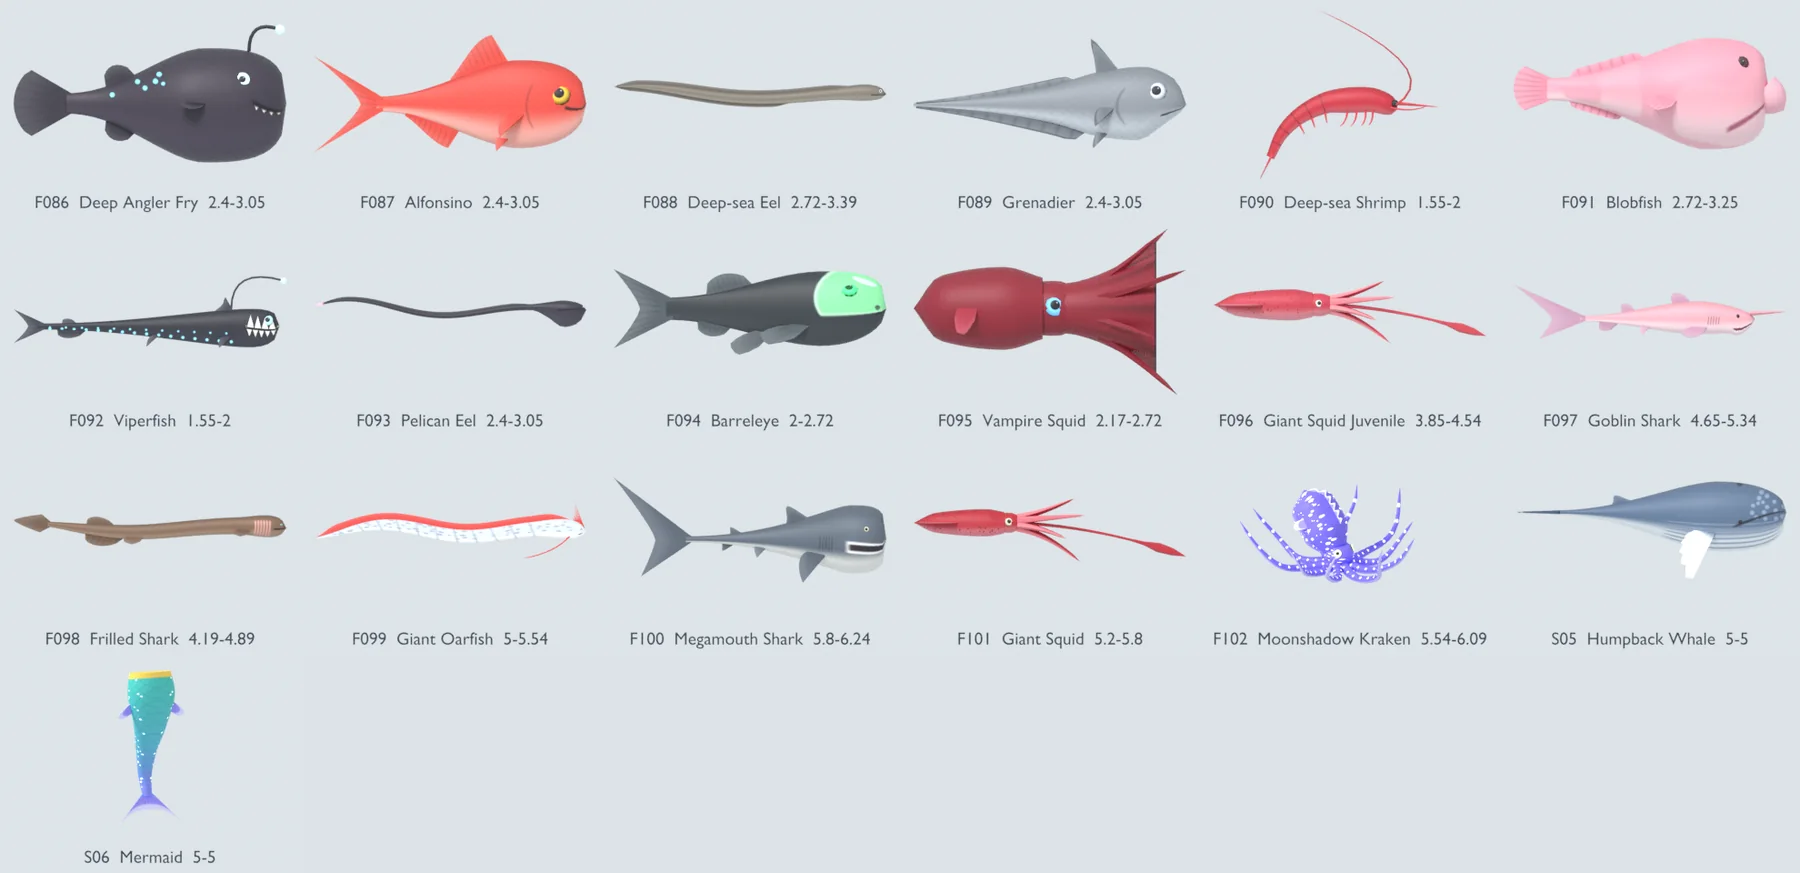 F086 Deep Angler Fry 2.4-3.05
F087 Alfonsino 2.4-3.05
F088 Deep-sea Eel 2.72-3.39
F089 Grenadier 2.4-3.05
F090 Deep-sea Shrimp 1.55-2
F091 Blobfish 2.72-3.25
F092 Viperfish 1.55-2
F093 Pelican Eel 2.4-3.05
F094 Barreleye 2-2.72
F095 Vampire Squid 2.17-2.72
F096 Giant Squid Juvenile 3.85-4.54
F097 Goblin Shark 4.65-5.34
F098 Frilled Shark 4.19-4.89
F099 Giant Oarfish 5-5.54
F100 Megamouth Shark 5.8-6.24
F101 Giant Squid 5.2-5.8
F102 Moonshadow Kraken 5.54-6.09
S05 Humpback Whale 5-5
S06 Mermaid 5-5